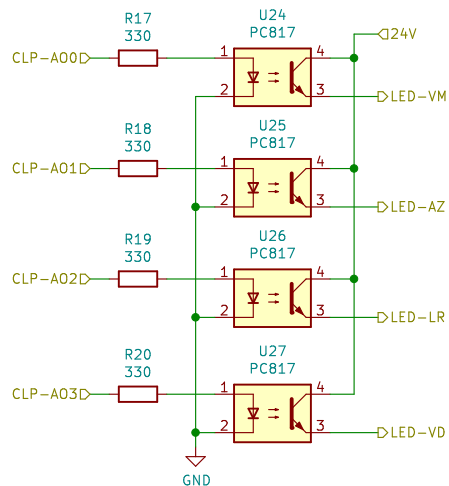 R17
330
U24
PC817
24V
CLP-AO0
1
4
2
3
LED-VM
R18
330
U25
PC817
CLP-AO1
1
4
2
3
LED-AZ
R19
330
U26
PC817
CLP-AO2
1
4
2
3
LED-LR
R20
330
U27
PC817
CLP-AO3
1
4
2
3
LED-VD
GND